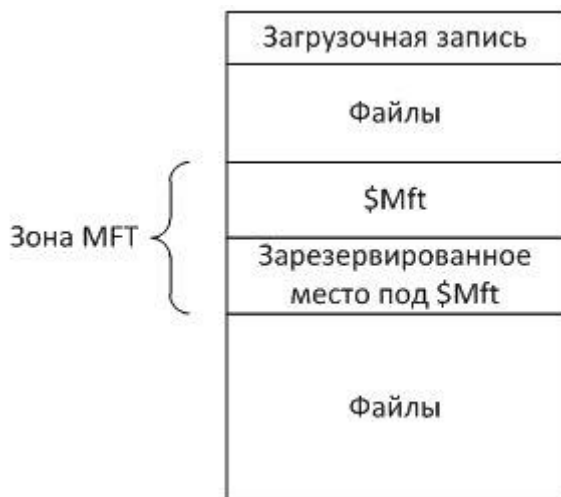 Загрузочная запись
Файлы
Зона MFT
$Mft
Зарезервированное
место под $Mft
Файлы